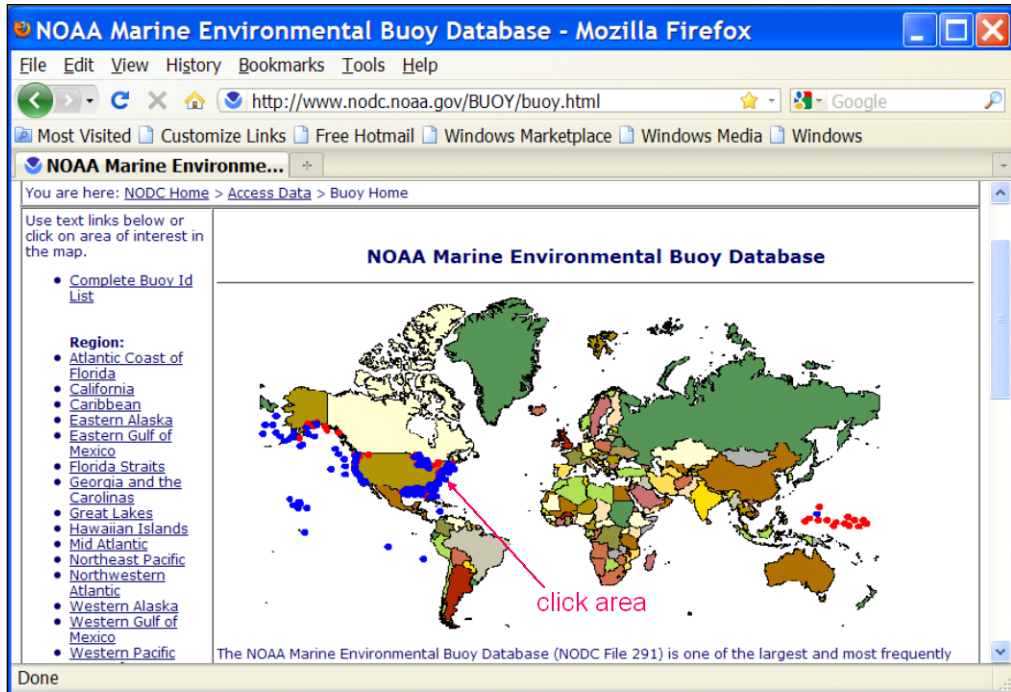 NOAA Marine Environmental Buoy Database - Mozilla Firefox
File Edit View History Bookmarks Tools Help
http://www.nodc.noaa.gov/BUOY/buoy.html Google
Most Visited Customize Links Free Hotmail Windows Marketplace Windows Media Windows
NOAA Marine Environme...
You are here: NODC Home > Access Data > Buoy Home
Use text links below or
click on area of interest in
the map.
Complete Buoy Id
List
Region:
Atlantic Coast of
Florida
California
Caribbean
Eastern Alaska
Eastern Gulf of
Mexico
Florida Straits
Georgia and the
Carolinas
Great Lakes
Hawaiian Islands
Mid Atlantic
Northeast Pacific
Northwestern
Atlantic
Western Alaska
Western Gulf of
Mexico
Western Pacific
NOAA Marine Environmental Buoy Database
click area
The NOAA Marine Environmental Buoy Database (NODC File 291) is one of the largest and most frequently
Done